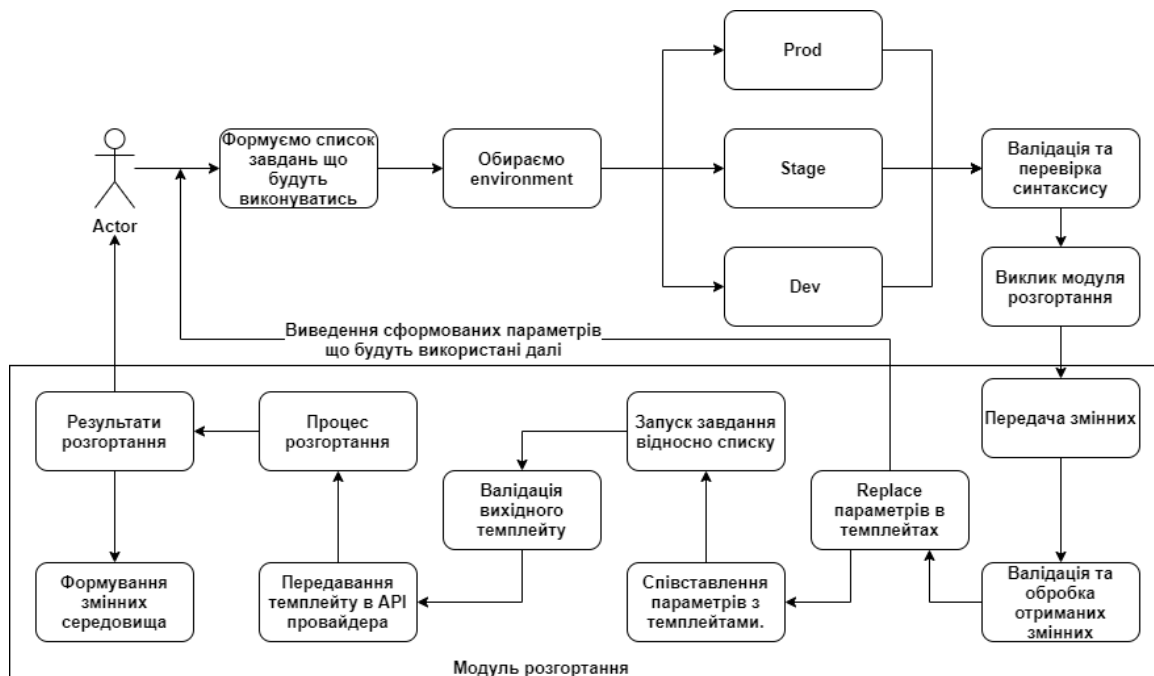 Prod
Формуємо список
завдань що
будуть
виконуватись
Обираємо
environment
Stage
Валідація та
перевірка
синтаксису
Actor
Dev
Виклик модуля
розгортання
Виведення сформованих параметрів
що будуть використані далі
Результати
розгортання
Процес
розгортання
Запуск завдання
відносно списку
Передача змінних
Валідація
вихідного
темплейту
Replace
параметрів в
темплейтах
Формування
змінних
середовища
Передавання
темплейту в API
провайдера
Співставлення
параметрів з
темплейтами.
Валідація та
обробка
отриманих
змінних
Модуль розгортання